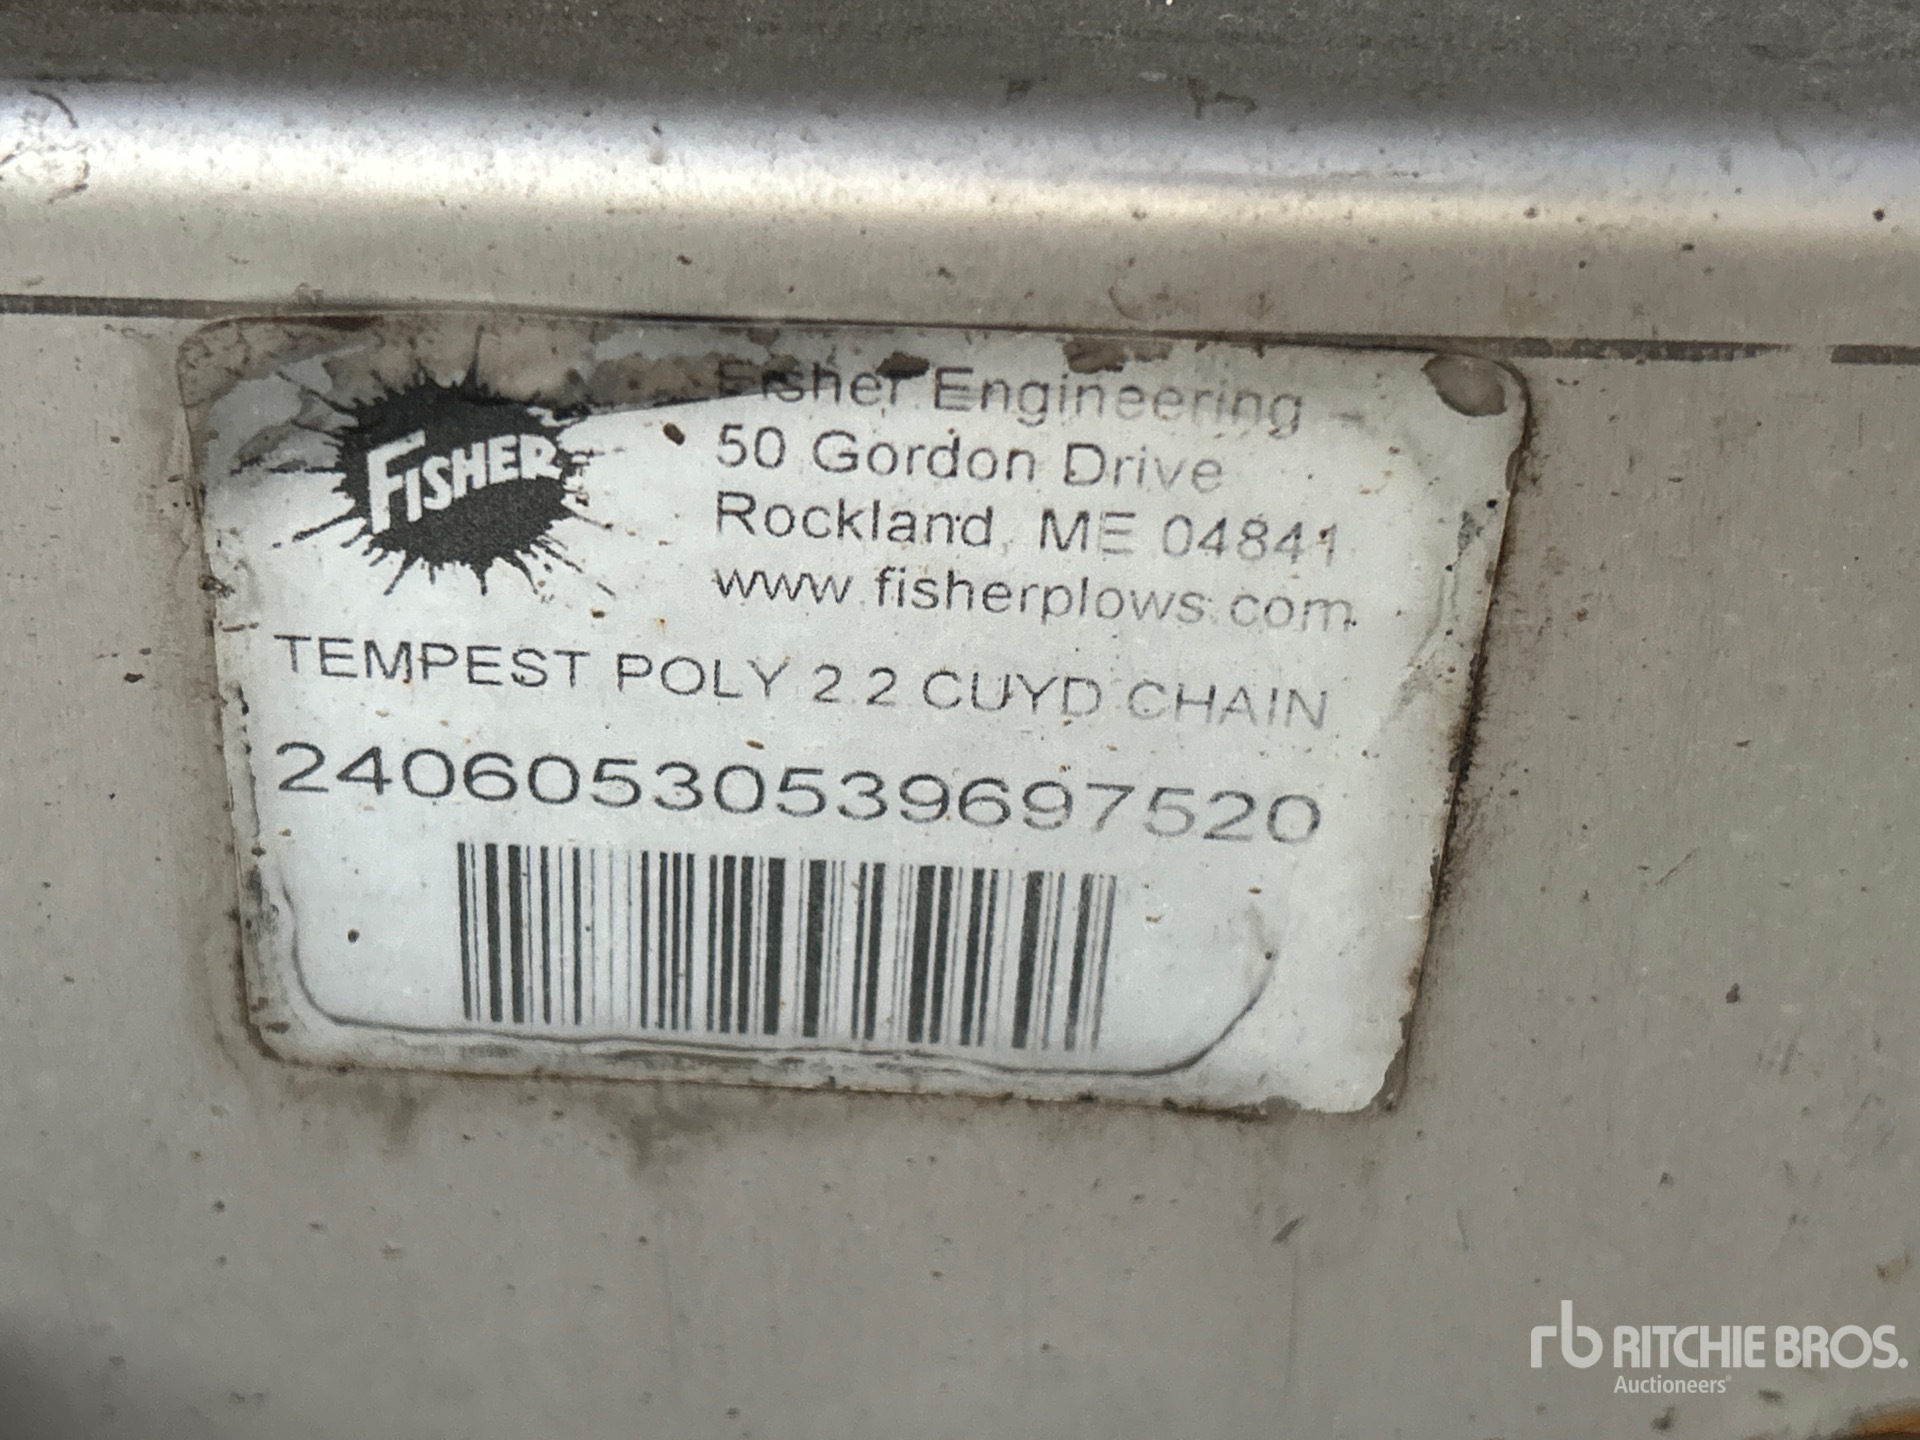 FISHER
Fisher Engineering
50 Gordon Drive
Rockland, ME 04841
www.fisherplows.com
TEMPEST POLY 2.2 CUYD CHAIN
24060530539697520
rb RITCHIE BROS.
Auctioneers